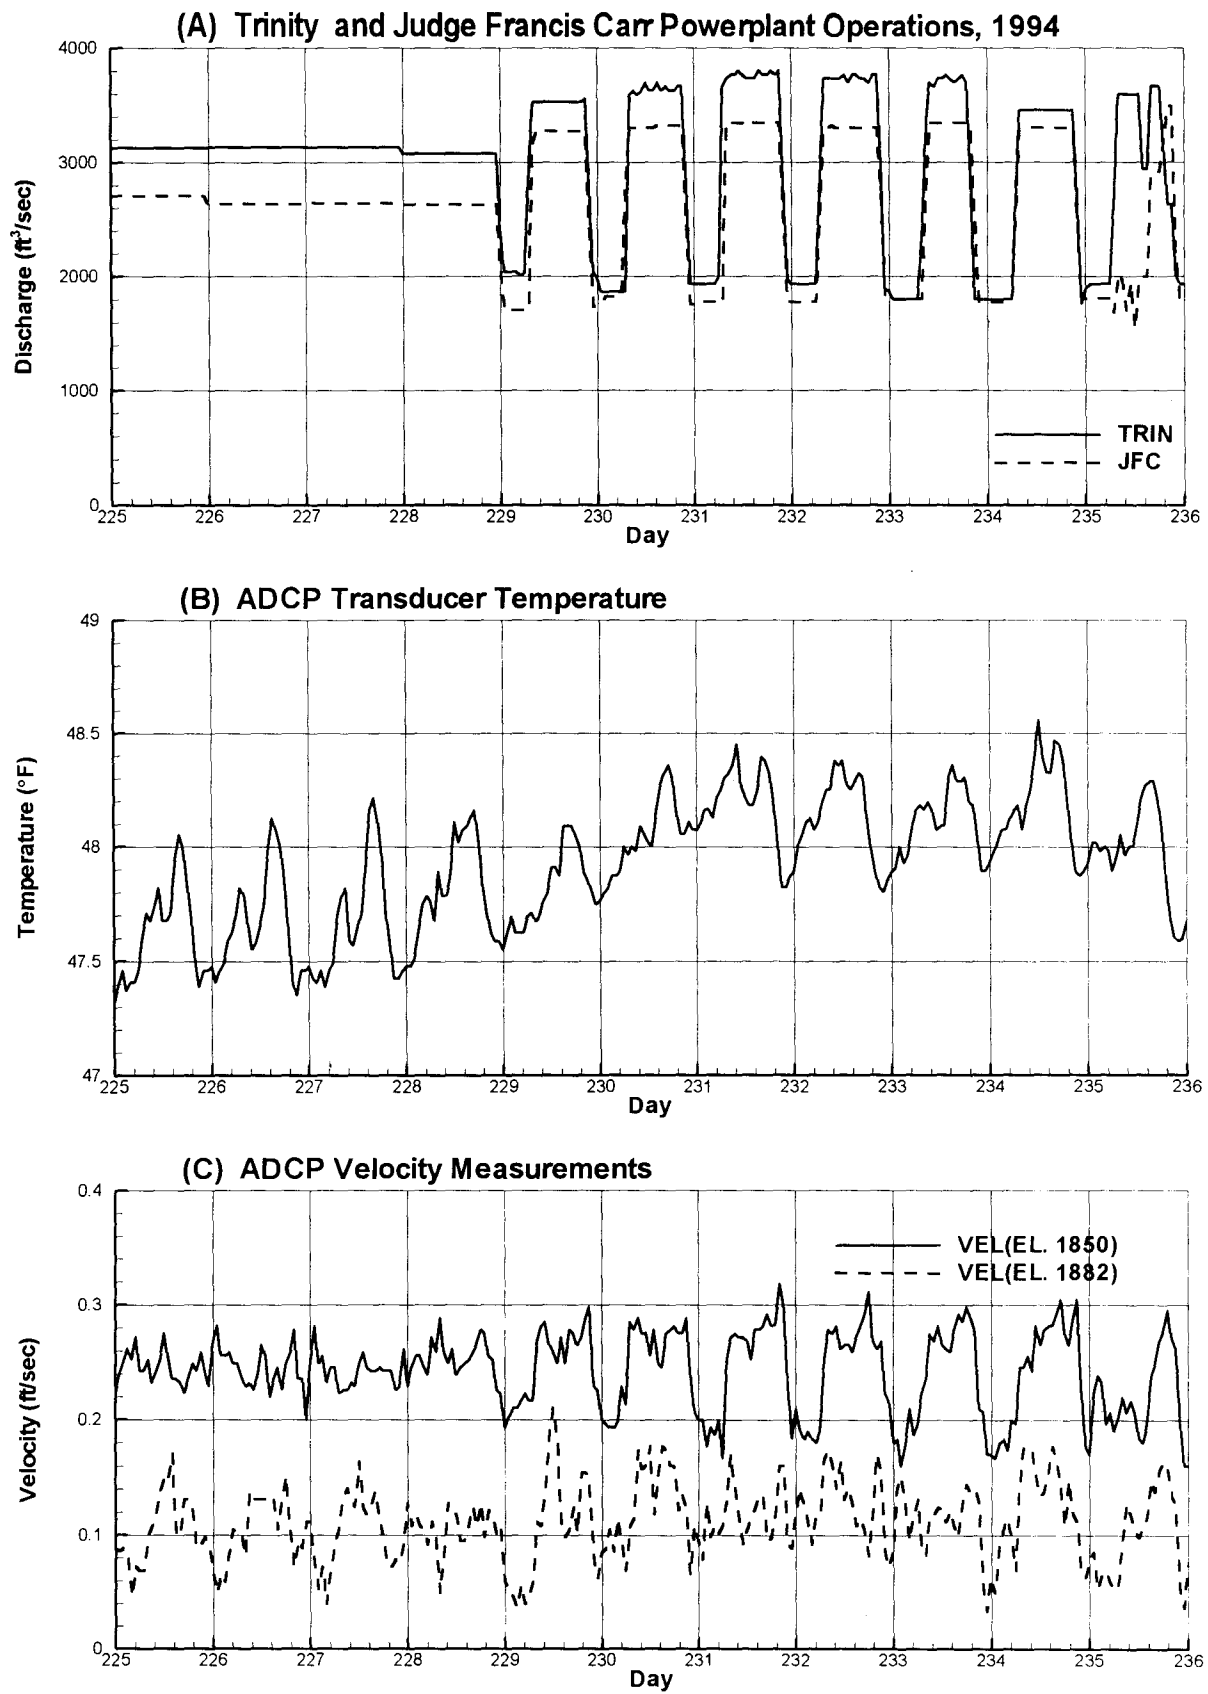 (A) Trinity and Judge Francis Carr Powerplant Operations, 1994
4000
3000
2000
1000
0
Discharge (ft³/sec)
TRIN
JFC
225 226 227 228 229 230 231 232 233 234 235 236
Day
(B) ADCP Transducer Temperature
49
48.5
48
47.5
47
Temperature (°F)
225 226 227 228 229 230 231 232 233 234 235 236
Day
(C) ADCP Velocity Measurements
0.4
0.3
0.2
0.1
0
Velocity (ft/sec)
VEL(EL. 1850)
VEL(EL. 1882)
225 226 227 228 229 230 231 232 233 234 235 236
Day